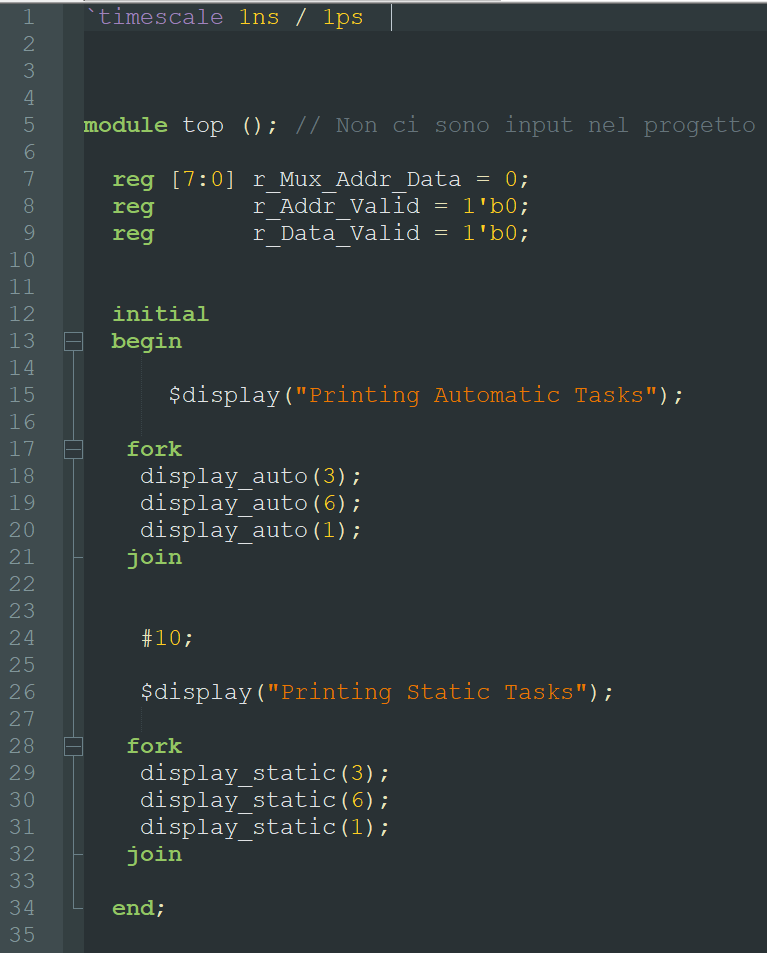 1 `timescale 1ns / 1ps
2
3
4
5 module top (); // Non ci sono input nel progetto
6
7 reg [7:0] r_Mux_Addr_Data = 0;
8 reg       r_Addr_Valid = 1'b0;
9 reg       r_Data_Valid = 1'b0;
10
11
12 initial
13 begin
14
15 $display("Printing Automatic Tasks");
16
17 fork
18 display_auto(3);
19 display_auto(6);
20 display_auto(1);
21 join
22
23
24 #10;
25
26 $display("Printing Static Tasks");
27
28 fork
29 display_static(3);
30 display_static(6);
31 display_static(1);
32 join
33
34 end;
35